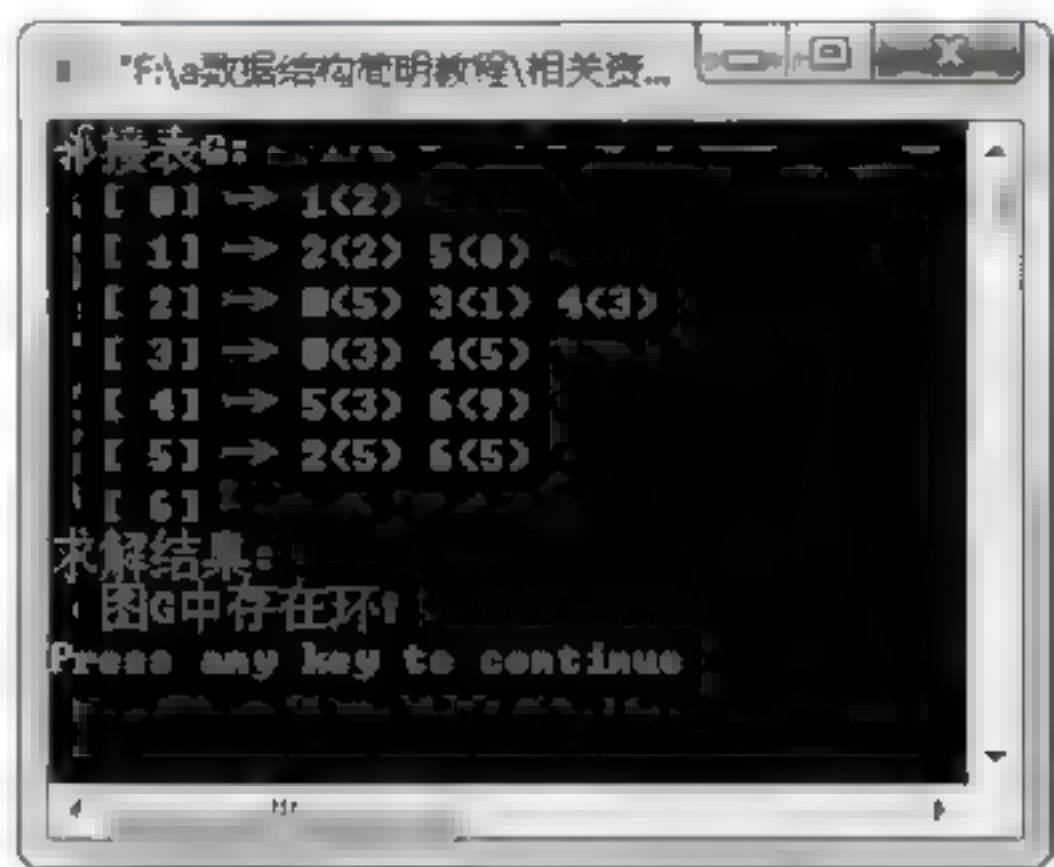 "F:\a数据结构简明教程\相关资...
邻接表G:
[ 0] → 1(2)
[ 1] → 2(2) 5(8)
[ 2] → 0(5) 3(1) 4(3)
[ 3] → 0(3) 4(5)
[ 4] → 5(3) 6(9)
[ 5] → 2(5) 6(5)
[ 6]
求解结果:
图G中存在环!
Press any key to continue